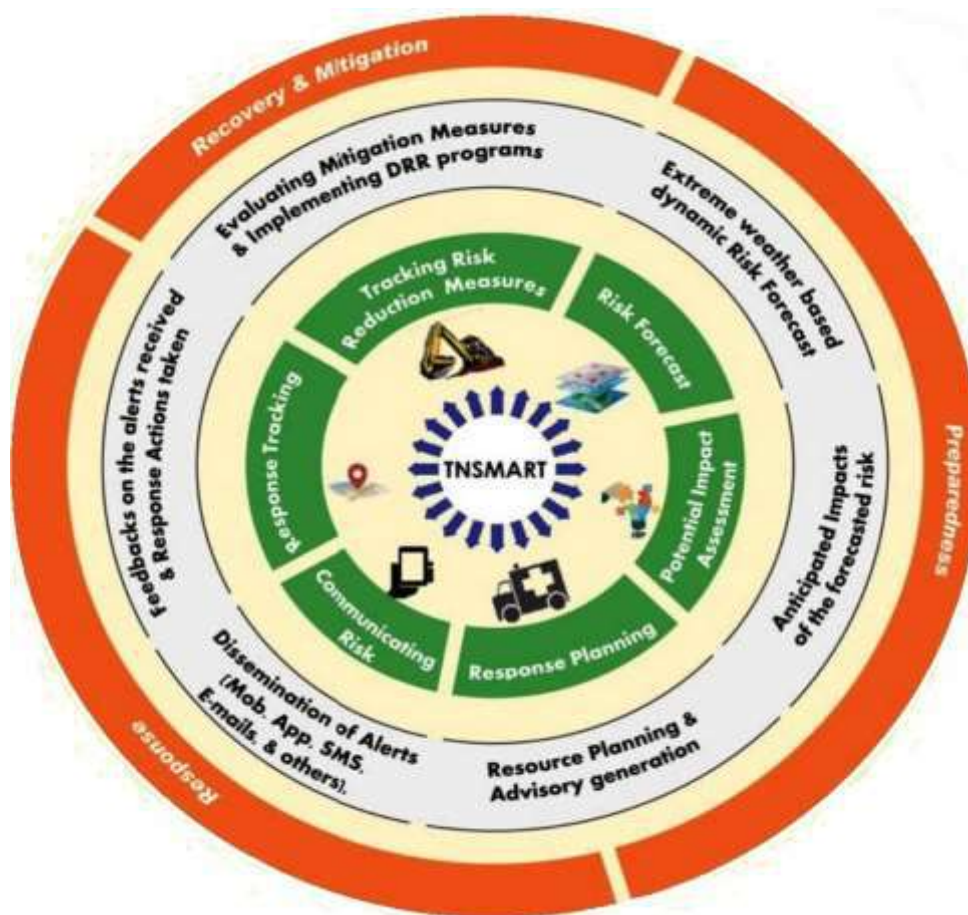 Recovery & Mitigation
Preparedness
Response
Evaluating Mitigation Measures
& Implementing DRR programs
Extreme weather based
dynamic Risk Forecast
Anticipated Impacts
of the forecasted risk
Resource Planning &
Advisory generation
Dissemination of Alerts
(Mob. App, SMS,
E-mails, & others).
Feedbacks on the alerts received
& Response Actions taken
Tracking Risk
Reduction Measures
Risk Forecast
Potential Impact
Assessment
Response Planning
Communicating
Risk
Response Tracking
TNSMART